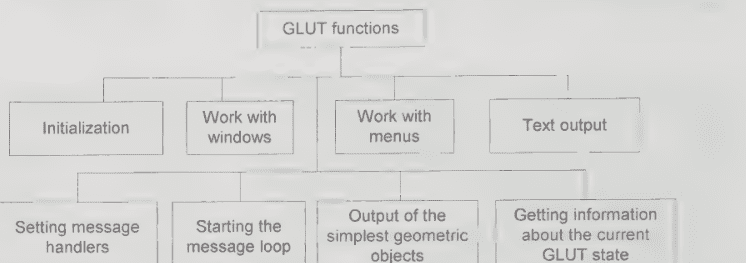 GLUT functions
Initialization
Work with
windows
Work with
menus
Text output
Setting message
handlers
Starting the
message loop
Output of the
simplest geometric
objects
Getting information
about the current
GLUT state